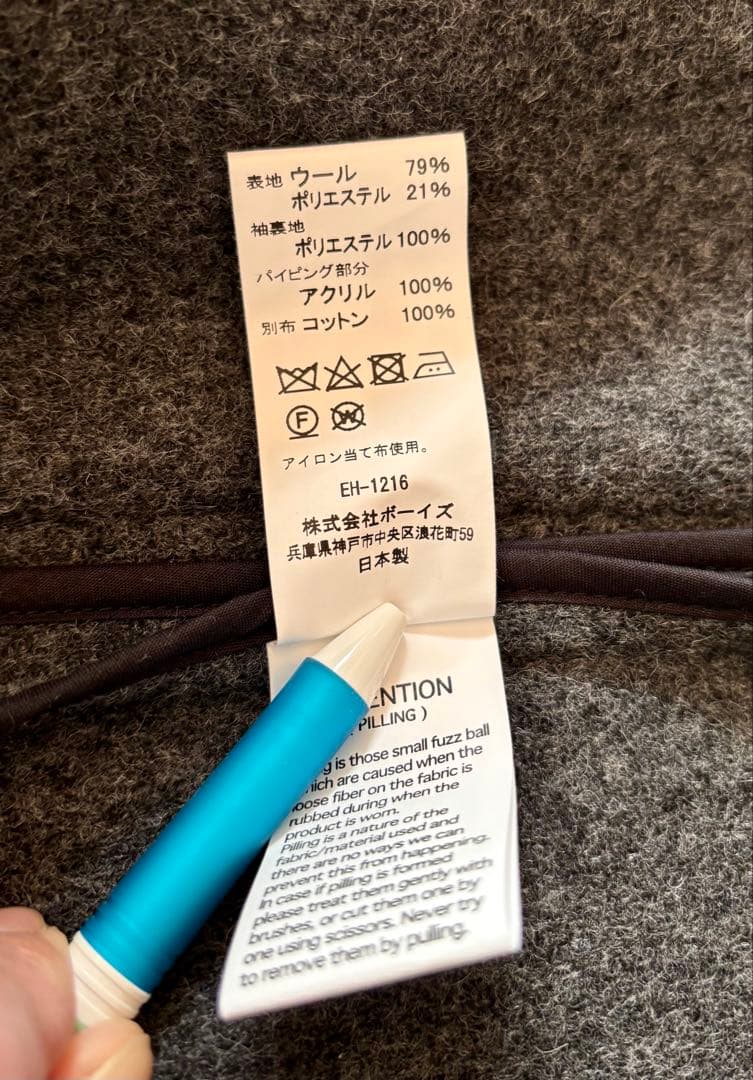 表地 ウール 79%
ポリエステル 21%
袖裏地
ポリエステル 100%
パイピング部分
アクリル 100%
別布 コットン 100%
F W
アイロン当て布使用。
EH-1216
株式会社ボーイズ
兵庫県神戸市中央区浪花町59
日本製
ENTION
PILLING )
g is those small fuzz ball
ich are caused when the
oose fiber on the fabric is
rubbed during when the
product is worn.
Pilling is a nature of the
fabric/material used and
there are no ways we can
prevent this from happening.
In case if pilling is formed
please treat them gently with
brushes, or cut them one by
one using scissors. Never try
to remove them by pulling.